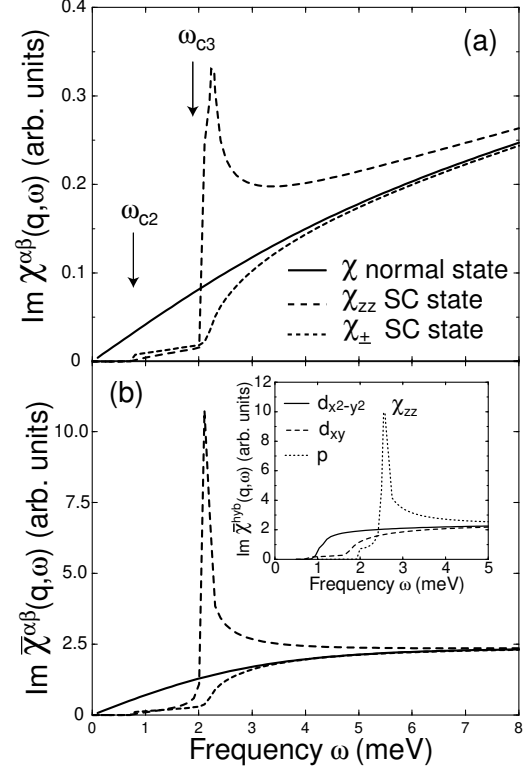 (a)
ω_c3
ω_c2
0.4
0.3
0.2
0.1
0
Im χ^αβ(q,ω) (arb. units)
χ normal state
χ_zz SC state
χ_± SC state
(b)
10.0
7.5
5.0
2.5
0
Im χ̅^αβ(q,ω) (arb. units)
0 1 2 3 4 5 6 7 8
Frequency ω (meV)
12
10
8
6
4
2
0
Im χ̅^hyb(q,ω) (arb. units)
d_x2-y2
d_xy
p
χ_zz
0 1 2 3 4 5
Frequency ω (meV)